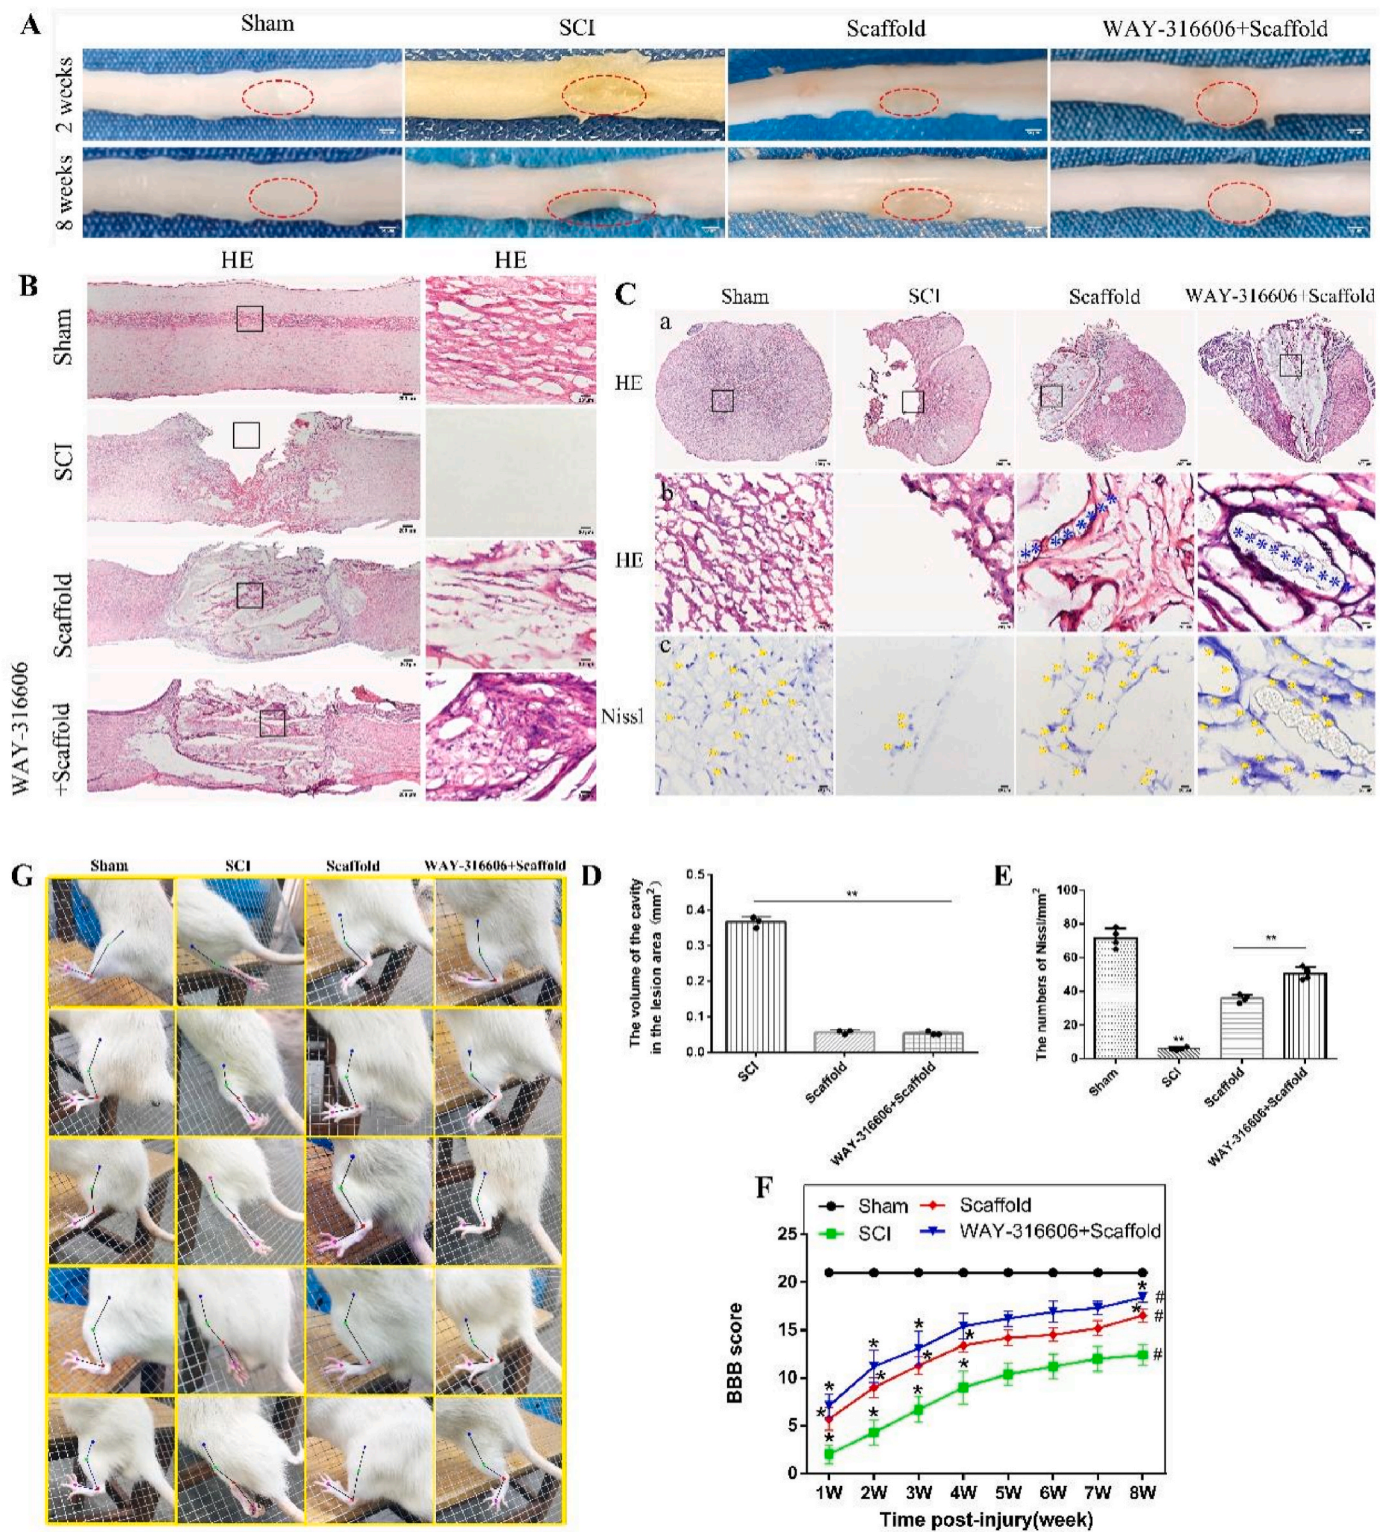 A
Sham
SCI
Scaffold
WAY-316606+Scaffold
2 weeks
8 weeks
B
HE
HE
Sham
SCI
Scaffold
WAY-316606
+Scaffold
C
Sham
SCI
Scaffold
WAY-316606+Scaffold
a
HE
b
HE
c
Nissl
G
Sham
SCI
Scaffold
WAY-316606+Scaffold
D
The volume of the cavity
in the lesion area (mm2)
0.5
0.4
0.3
0.2
0.1
0.0
**
SCI
Scaffold
WAY-316606+Scaffold
E
The numbers of Nissl/mm2
100
80
60
40
20
0
**
**
Sham
SCI
Scaffold
WAY-316606+Scaffold
F
Sham
Scaffold
SCI
WAY-316606+Scaffold
BBB score
25
20
15
10
5
0
* # * # #
1W 2W 3W 4W 5W 6W 7W 8W
Time post-injury(week)